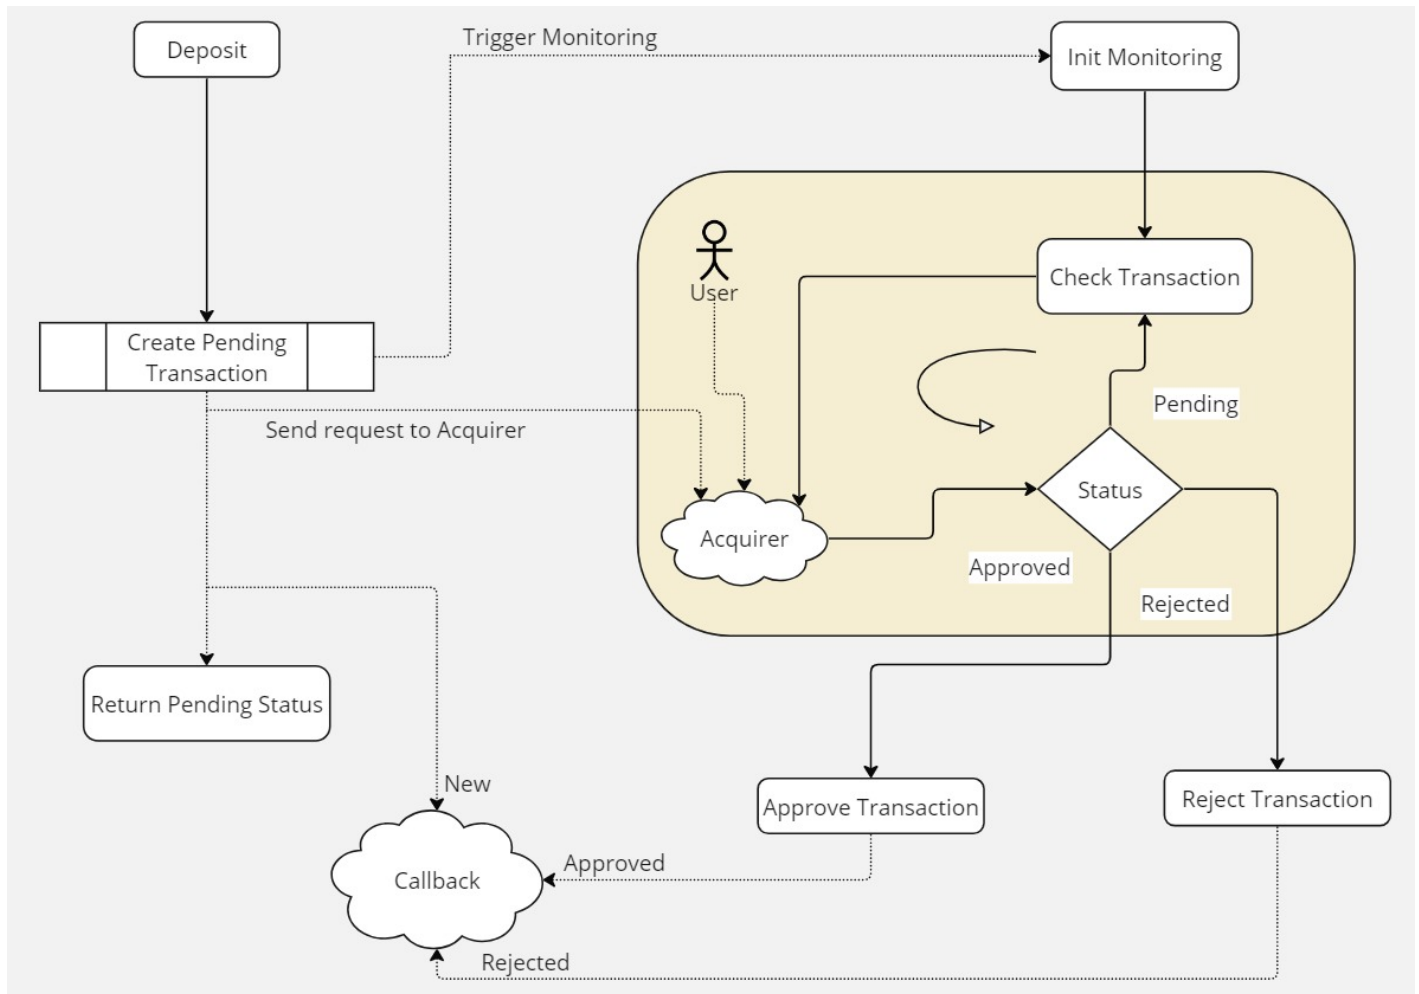 Deposit
Trigger Monitoring
Init Monitoring
User
Check Transaction
Create Pending
Transaction
Send request to Acquirer
Pending
Status
Acquirer
Approved
Rejected
Return Pending Status
New
Approve Transaction
Reject Transaction
Callback
Approved
Rejected